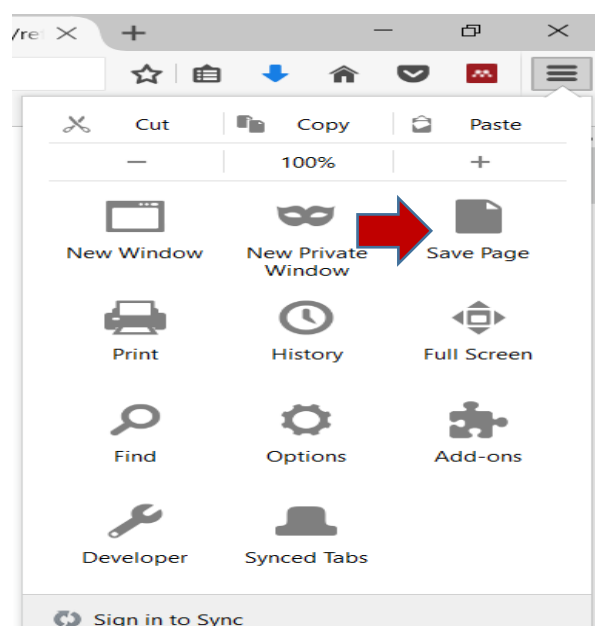 /re
Cut Copy Paste
100%
New Window New Private Window Save Page
Print History Full Screen
Find Options Add-ons
Developer Synced Tabs
Sign in to Sync